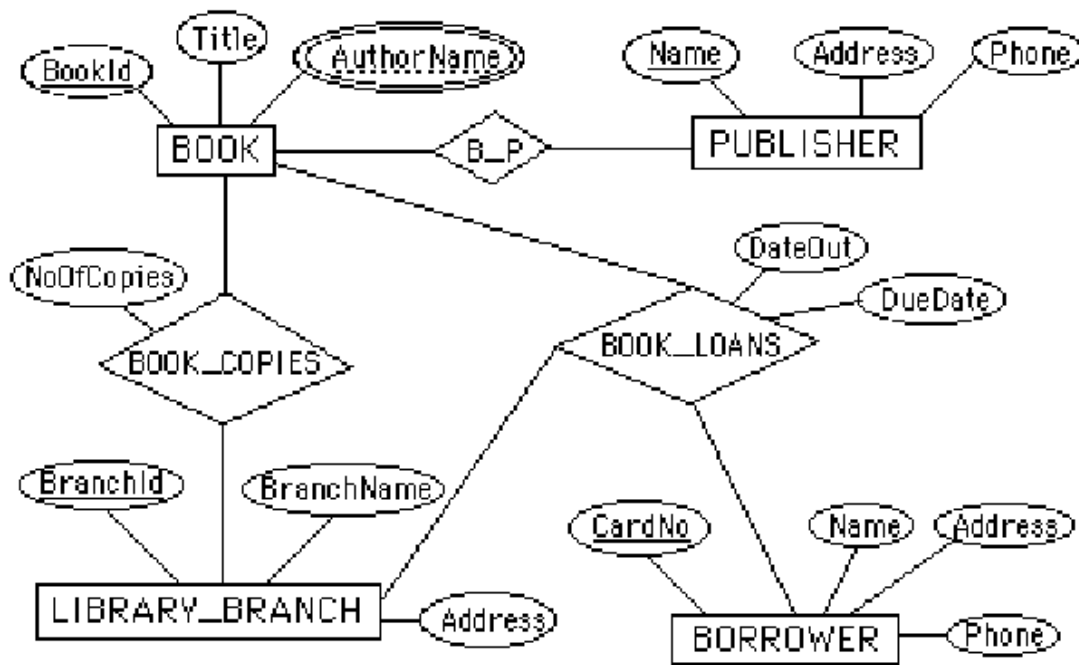 Title
BookId
AuthorName
Name
Address
Phone
BOOK
B_P
PUBLISHER
DateOut
NoOfCopies
DueDate
BOOK_COPIES
BOOK_LOANS
BranchId
BranchName
CardNo
Name
Address
LIBRARY_BRANCH
Address
BORROWER
Phone